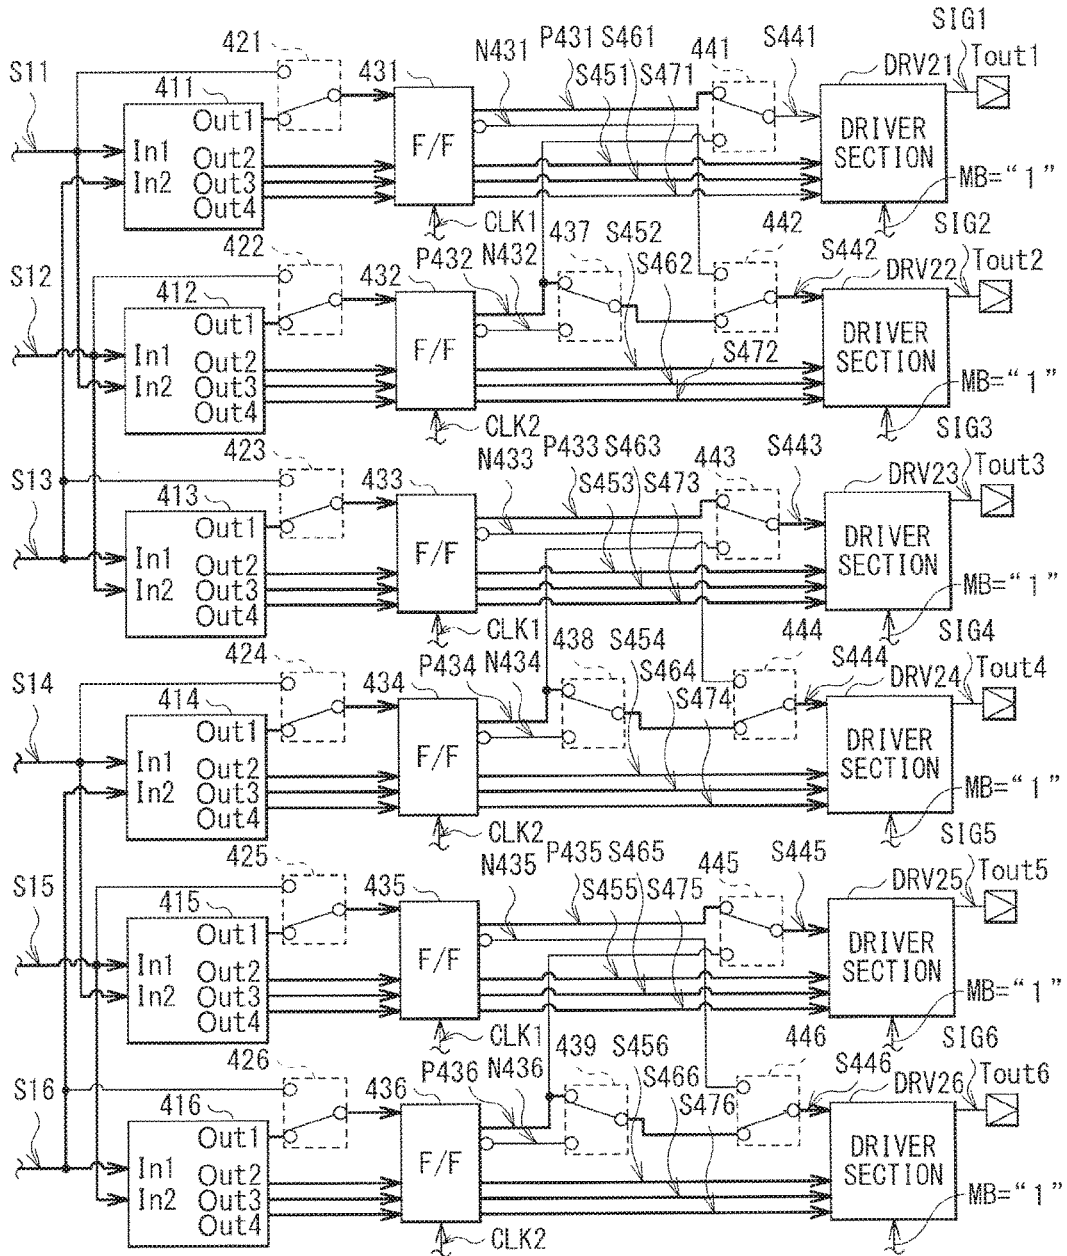 SIG1
421 N431 P431 S461 441 S441 DRV21 Tout1
S11 411 431 S451 S471
Out1
In1 Out2 F/F DRIVER
In2 Out3 SECTION
Out4 CLK1 MB=“1”
SIG2
422 P432 N432 437 S452 442 S442 DRV22 Tout2
S12 412 432 S462
Out1
In1 Out2 F/F DRIVER
In2 Out3 S472 SECTION
Out4 CLK2 MB=“1”
SIG3
423 N433 P433 S463 443 S443 DRV23 Tout3
S13 413 433 S453 S473
Out1
In1 Out2 F/F DRIVER
In2 Out3 SECTION
Out4 CLK1 MB=“1”
SIG4
424 P434 N434 438 S454 444 S444 DRV24 Tout4
S14 414 434 S464 S474
Out1
In1 Out2 F/F DRIVER
In2 Out3 SECTION
Out4 CLK2 MB=“1”
SIG5
425 N435 P435 S465 445 S445 DRV25 Tout5
S15 415 435 S455 S475
Out1
In1 Out2 F/F DRIVER
In2 Out3 SECTION
Out4 CLK1 MB=“1”
SIG6
426 P436 N436 439 S456 446 S446 DRV26 Tout6
S16 416 436 S466 S476
Out1
In1 Out2 F/F DRIVER
In2 Out3 SECTION
Out4 CLK2 MB=“1”